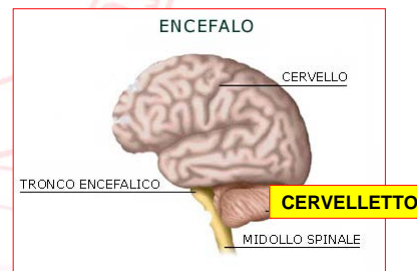 ENCEFALO
CERVELLO
TRONCO ENCEFALICO
CERVELLETTO
MIDOLLO SPINALE